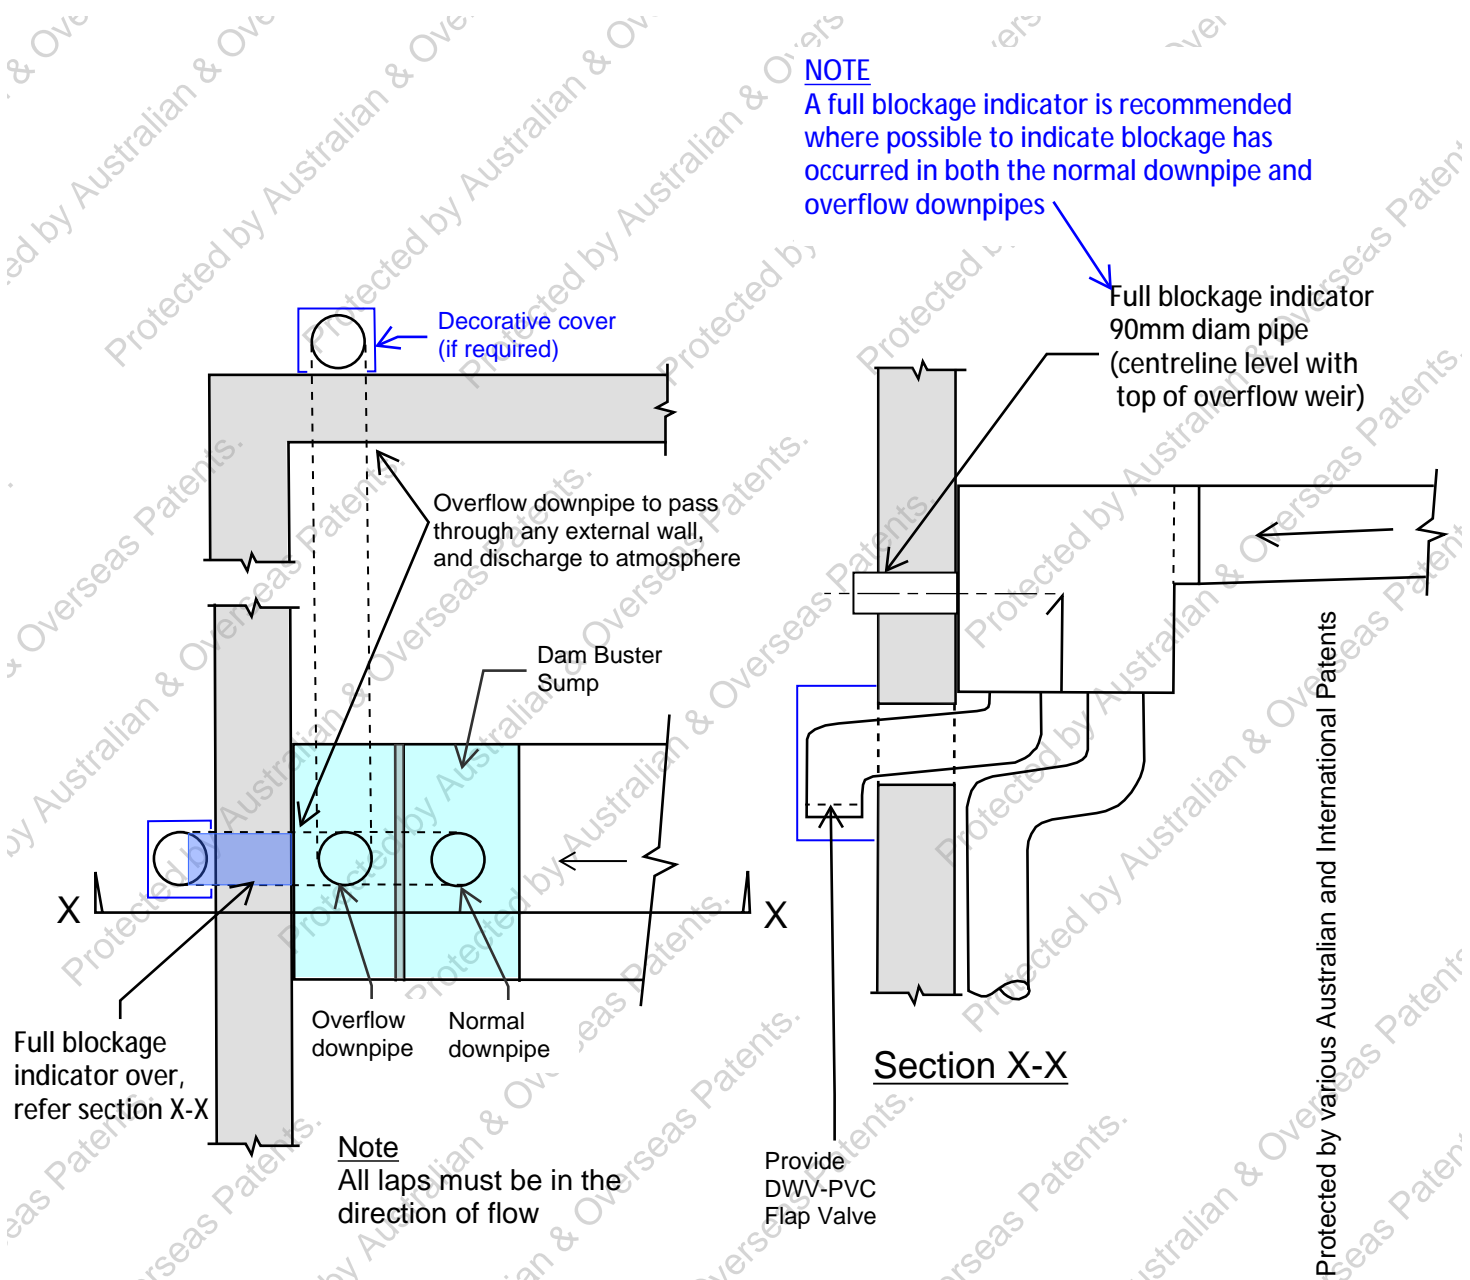 NOTE
A full blockage indicator is recommended
where possible to indicate blockage has
occurred in both the normal downpipe and
overflow downpipes
Full blockage indicator
90mm diam pipe
(centreline level with
top of overflow weir)
Decorative cover
(if required)
Overflow downpipe to pass
through any external wall,
and discharge to atmosphere
Dam Buster
Sump
X
X
Full blockage
indicator over,
refer section X-X
Overflow
downpipe
Normal
downpipe
Note
All laps must be in the
direction of flow
Section X-X
Provide
DWV-PVC
Flap Valve
Protected by various Australian and International Patents
Protected by Australian & Overseas Patents.